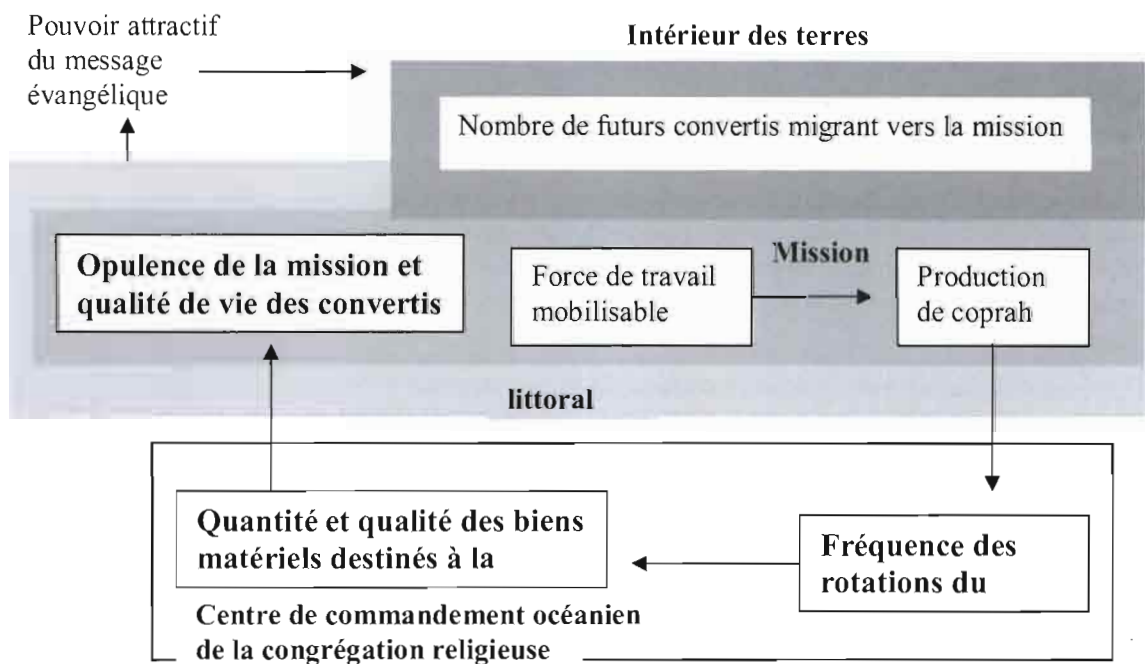 Pouvoir attractif
du message
évangélique
Intérieur des terres
Nombre de futurs convertis migrant vers la mission
Opulence de la mission et
qualité de vie des convertis
Force de travail
mobilisable
Mission
Production
de coprah
littoral
Quantité et qualité des biens
matériels destinés à la
Fréquence des
rotations du
Centre de commandement océanien
de la congrégation religieuse